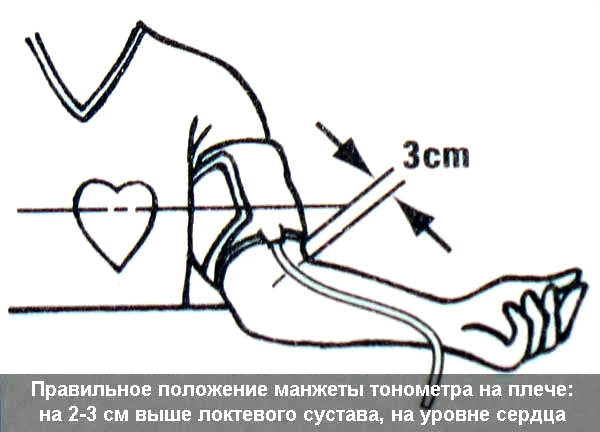 3cm
Правильное положение манжеты тонометра на плече:
на 2-3 см выше локтевого сустава, на уровне сердца